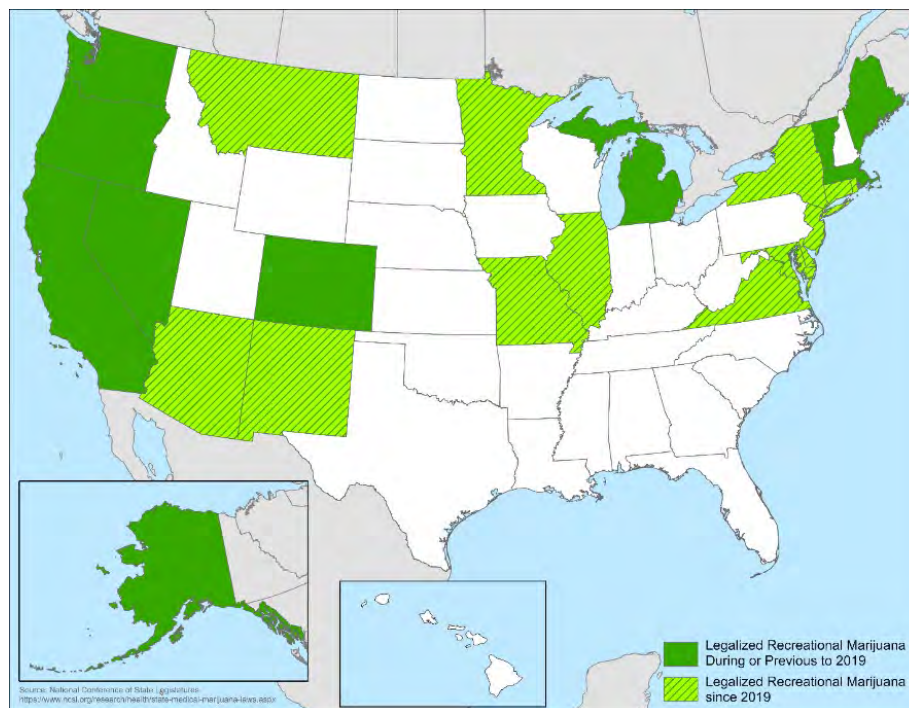 Legalized Recreational Marijuana
During or Previous to 2019
Legalized Recreational Marijuana
since 2019
Source: National Conference of State Legislatures
https://www.ncsl.org/research/health/state-medical-marijuana-laws.aspx